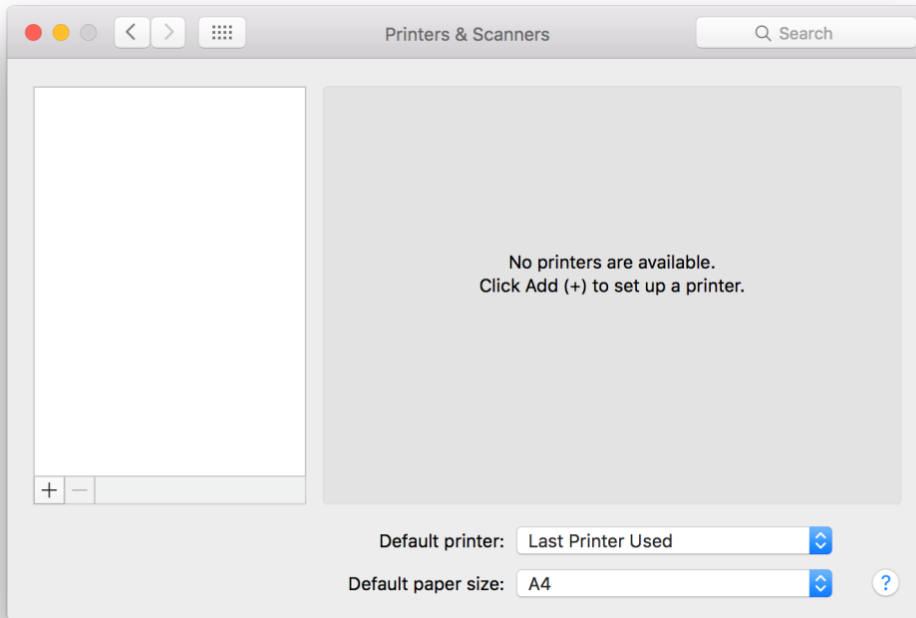 Printers & Scanners
Search
No printers are available.
Click Add (+) to set up a printer.
Default printer: Last Printer Used
Default paper size: A4
?